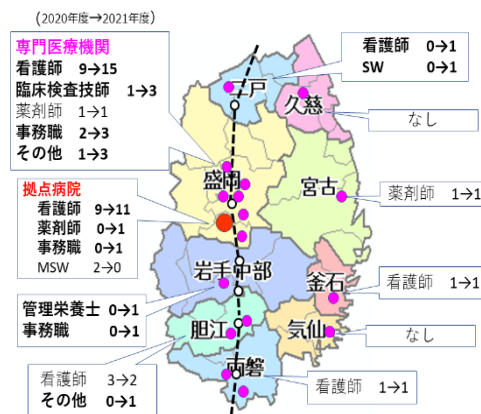 (2020年度→2021年度)
専門医療機関
看護師 9→15
臨床検査技師 1→3
薬剤師 1→1
事務職 2→3
その他 1→3
看護師 0→1
SW 0→1
二戸
久慈
なし
盛岡
宮古
薬剤師 1→1
拠点病院
看護師 9→11
薬剤師 0→1
事務職 0→1
MSW 2→0
岩手中部
釜石
看護師 1→1
管理栄養士 0→1
事務職 0→1
胆江
気仙
なし
両磐
看護師 3→2
その他 0→1
看護師 1→1